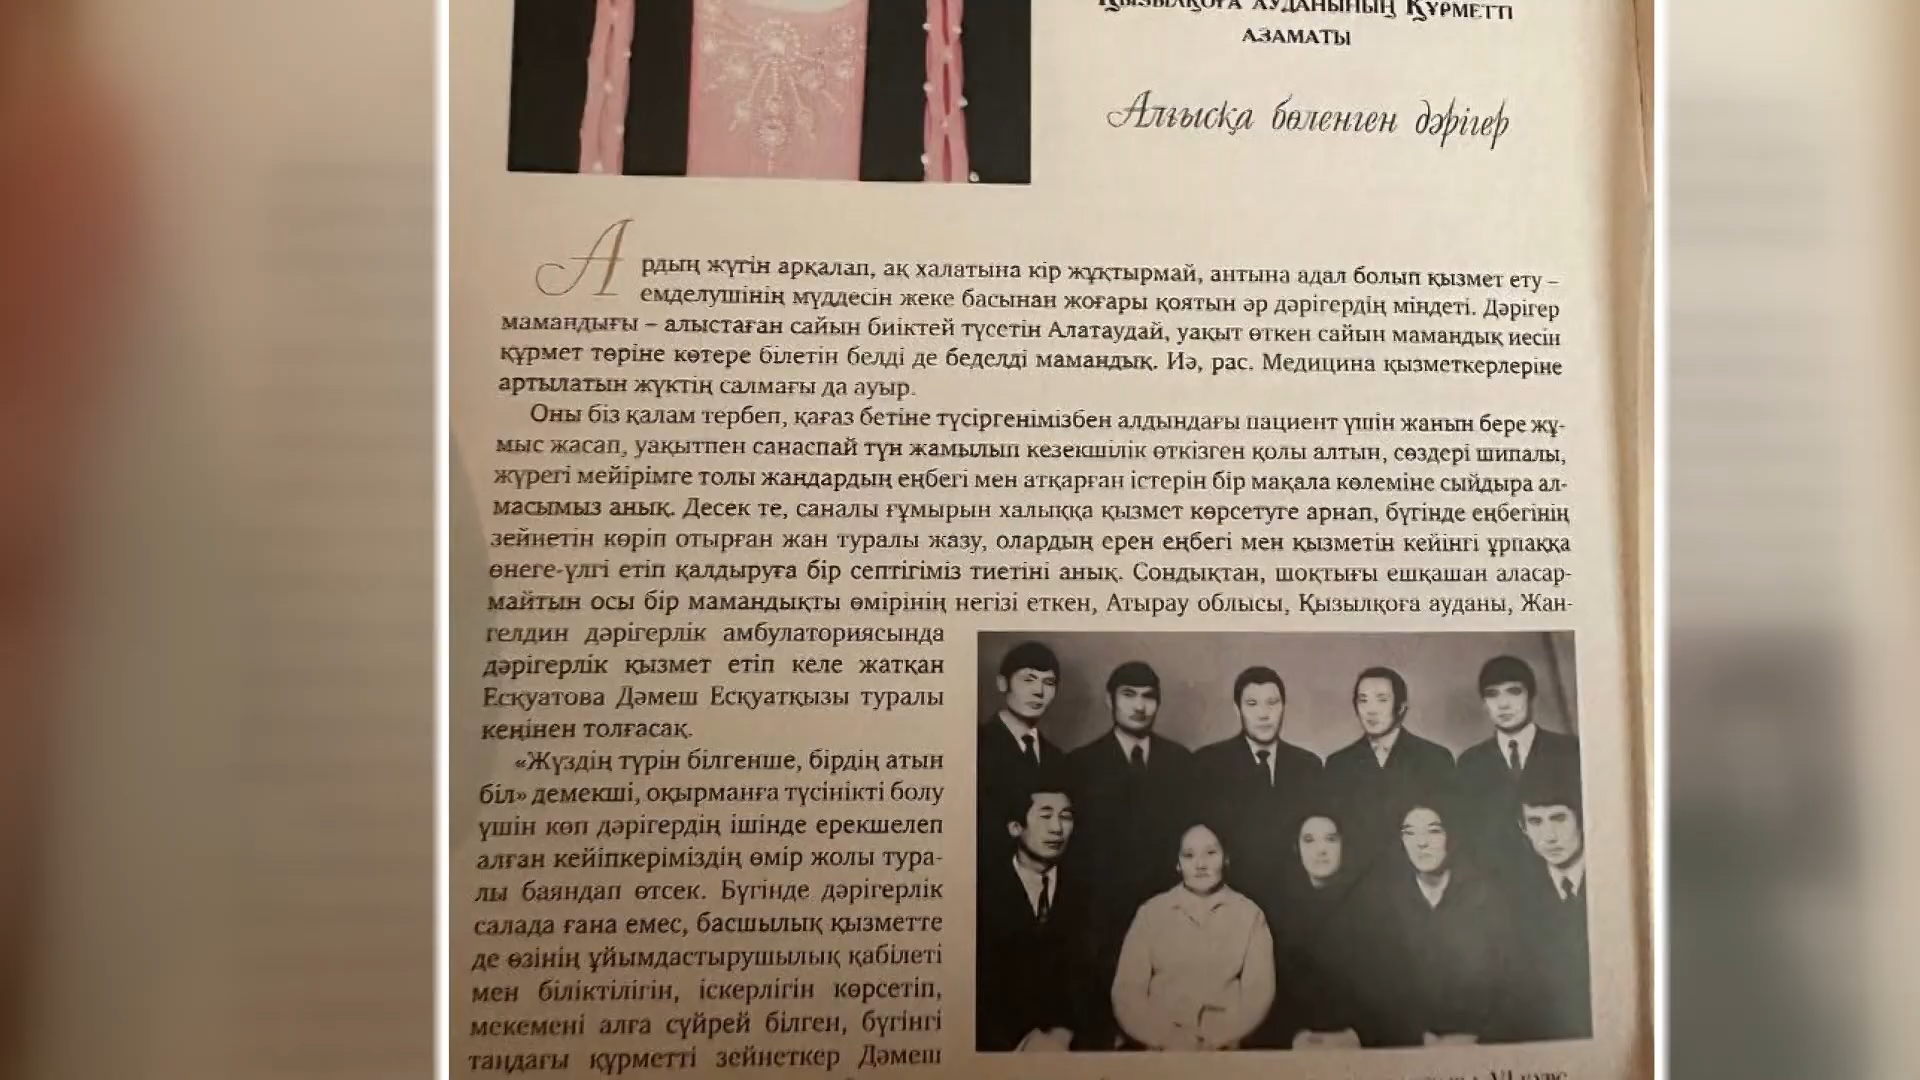 ҚЫЗЫЛҚОҒА АУДАНЫНЫҢ ҚҰРМЕТТІ
АЗАМАТЫ
Алғысқа бөленген дәрігер
Ардың жүгін арқалап, ақ халатына кір жұқтырмай, антына адал болып қызмет ету –
емделушінің мүддесін жеке басынан жоғары қоятын әр дәрігердің міндеті. Дәрігер
мамандығы – алыстаған сайын биіктей түсетін Алатаудай, уақыт өткен сайын мамандық иесін
құрмет төріне көтере білетін белді де беделді мамандық. Иә, рас. Медицина қызметкерлеріне
артылатын жүктің салмағы да ауыр.
Оны біз қалам тербеп, қағаз бетіне түсіргенімізбен алдындағы пациент үшін жанын бере жұ-
мыс жасап, уақытпен санаспай түн жамылып кезекшілік өткізген қолы алтын, сөздері шипалы,
жүрегі мейірімге толы жандардың еңбегі мен атқарған істерін бір мақала көлеміне сыйдыра ал-
масымыз анық. Десек те, саналы ғұмырын халыққа қызмет көрсетуге арнап, бүгінде еңбегінің
зейнетін көріп отырған жан туралы жазу, олардың ерен еңбегі мен қызметін кейінгі ұрпаққа
өнеге-үлгі етіп қалдыруға бір септігіміз тиетіні анық. Сондықтан, шоқтығы ешқашан аласар-
майтын осы бір мамандықты өмірінің негізі еткен, Атырау облысы, Қызылқоға ауданы, Жан-
гелдин дәрігерлік амбулаториясында
дәрігерлік қызмет етіп келе жатқан
Есқуатова Дәмеш Есқуатқызы туралы
кеңінен толғасақ.
«Жүздің түрін білгенше, бірдің атын
біл» демекші, оқырманға түсінікті болу
үшін көп дәрігердің ішінде ерекшелеп
алған кейіпкеріміздің өмір жолы тура-
лы баяндап өтсек. Бүгінде дәрігерлік
салада ғана емес, басшылық қызметте
де өзінің ұйымдастырушылық қабілеті
мен біліктілігін, іскерлігін көрсетіп,
мекемені алға сүйрей білген, бүгінгі
таңдағы құрметті зейнеткер Дәмеш